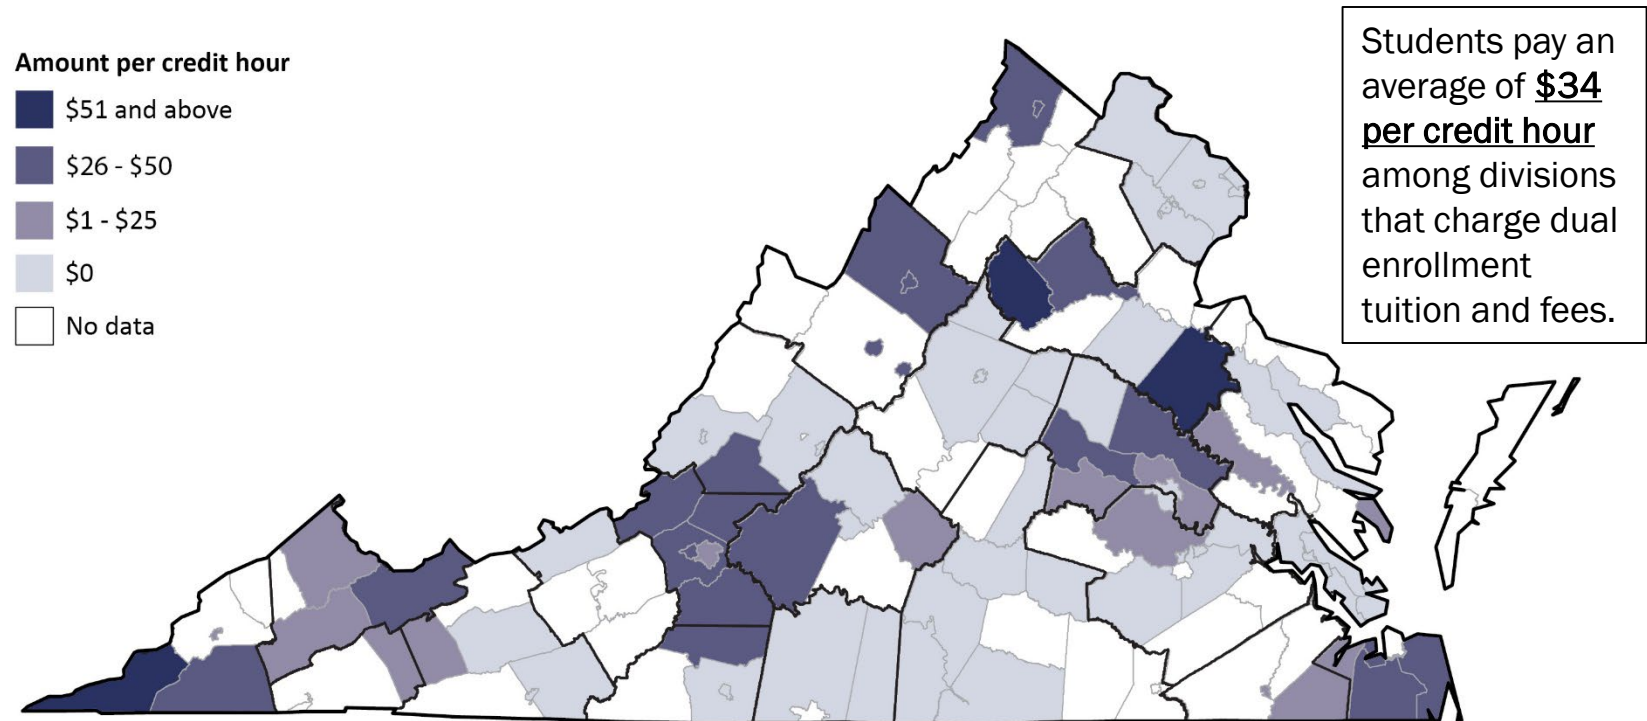 Amount per credit hour
$51 and above
$26 - $50
$1 - $25
$0
No data
Students pay an
average of $34
per credit hour
among divisions
that charge dual
enrollment
tuition and fees.